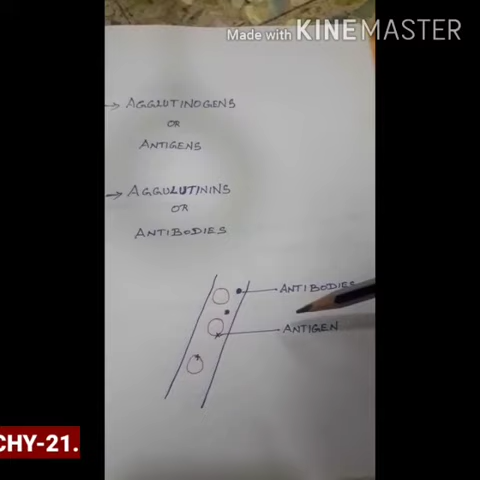 Made with KINEMASTER
→ AGGLUTINOGENS
OR
ANTIGENS
→ AGGULUTININS
OR
ANTIBODIES
ANTIBODIES
ANTIGEN
CHY-21.